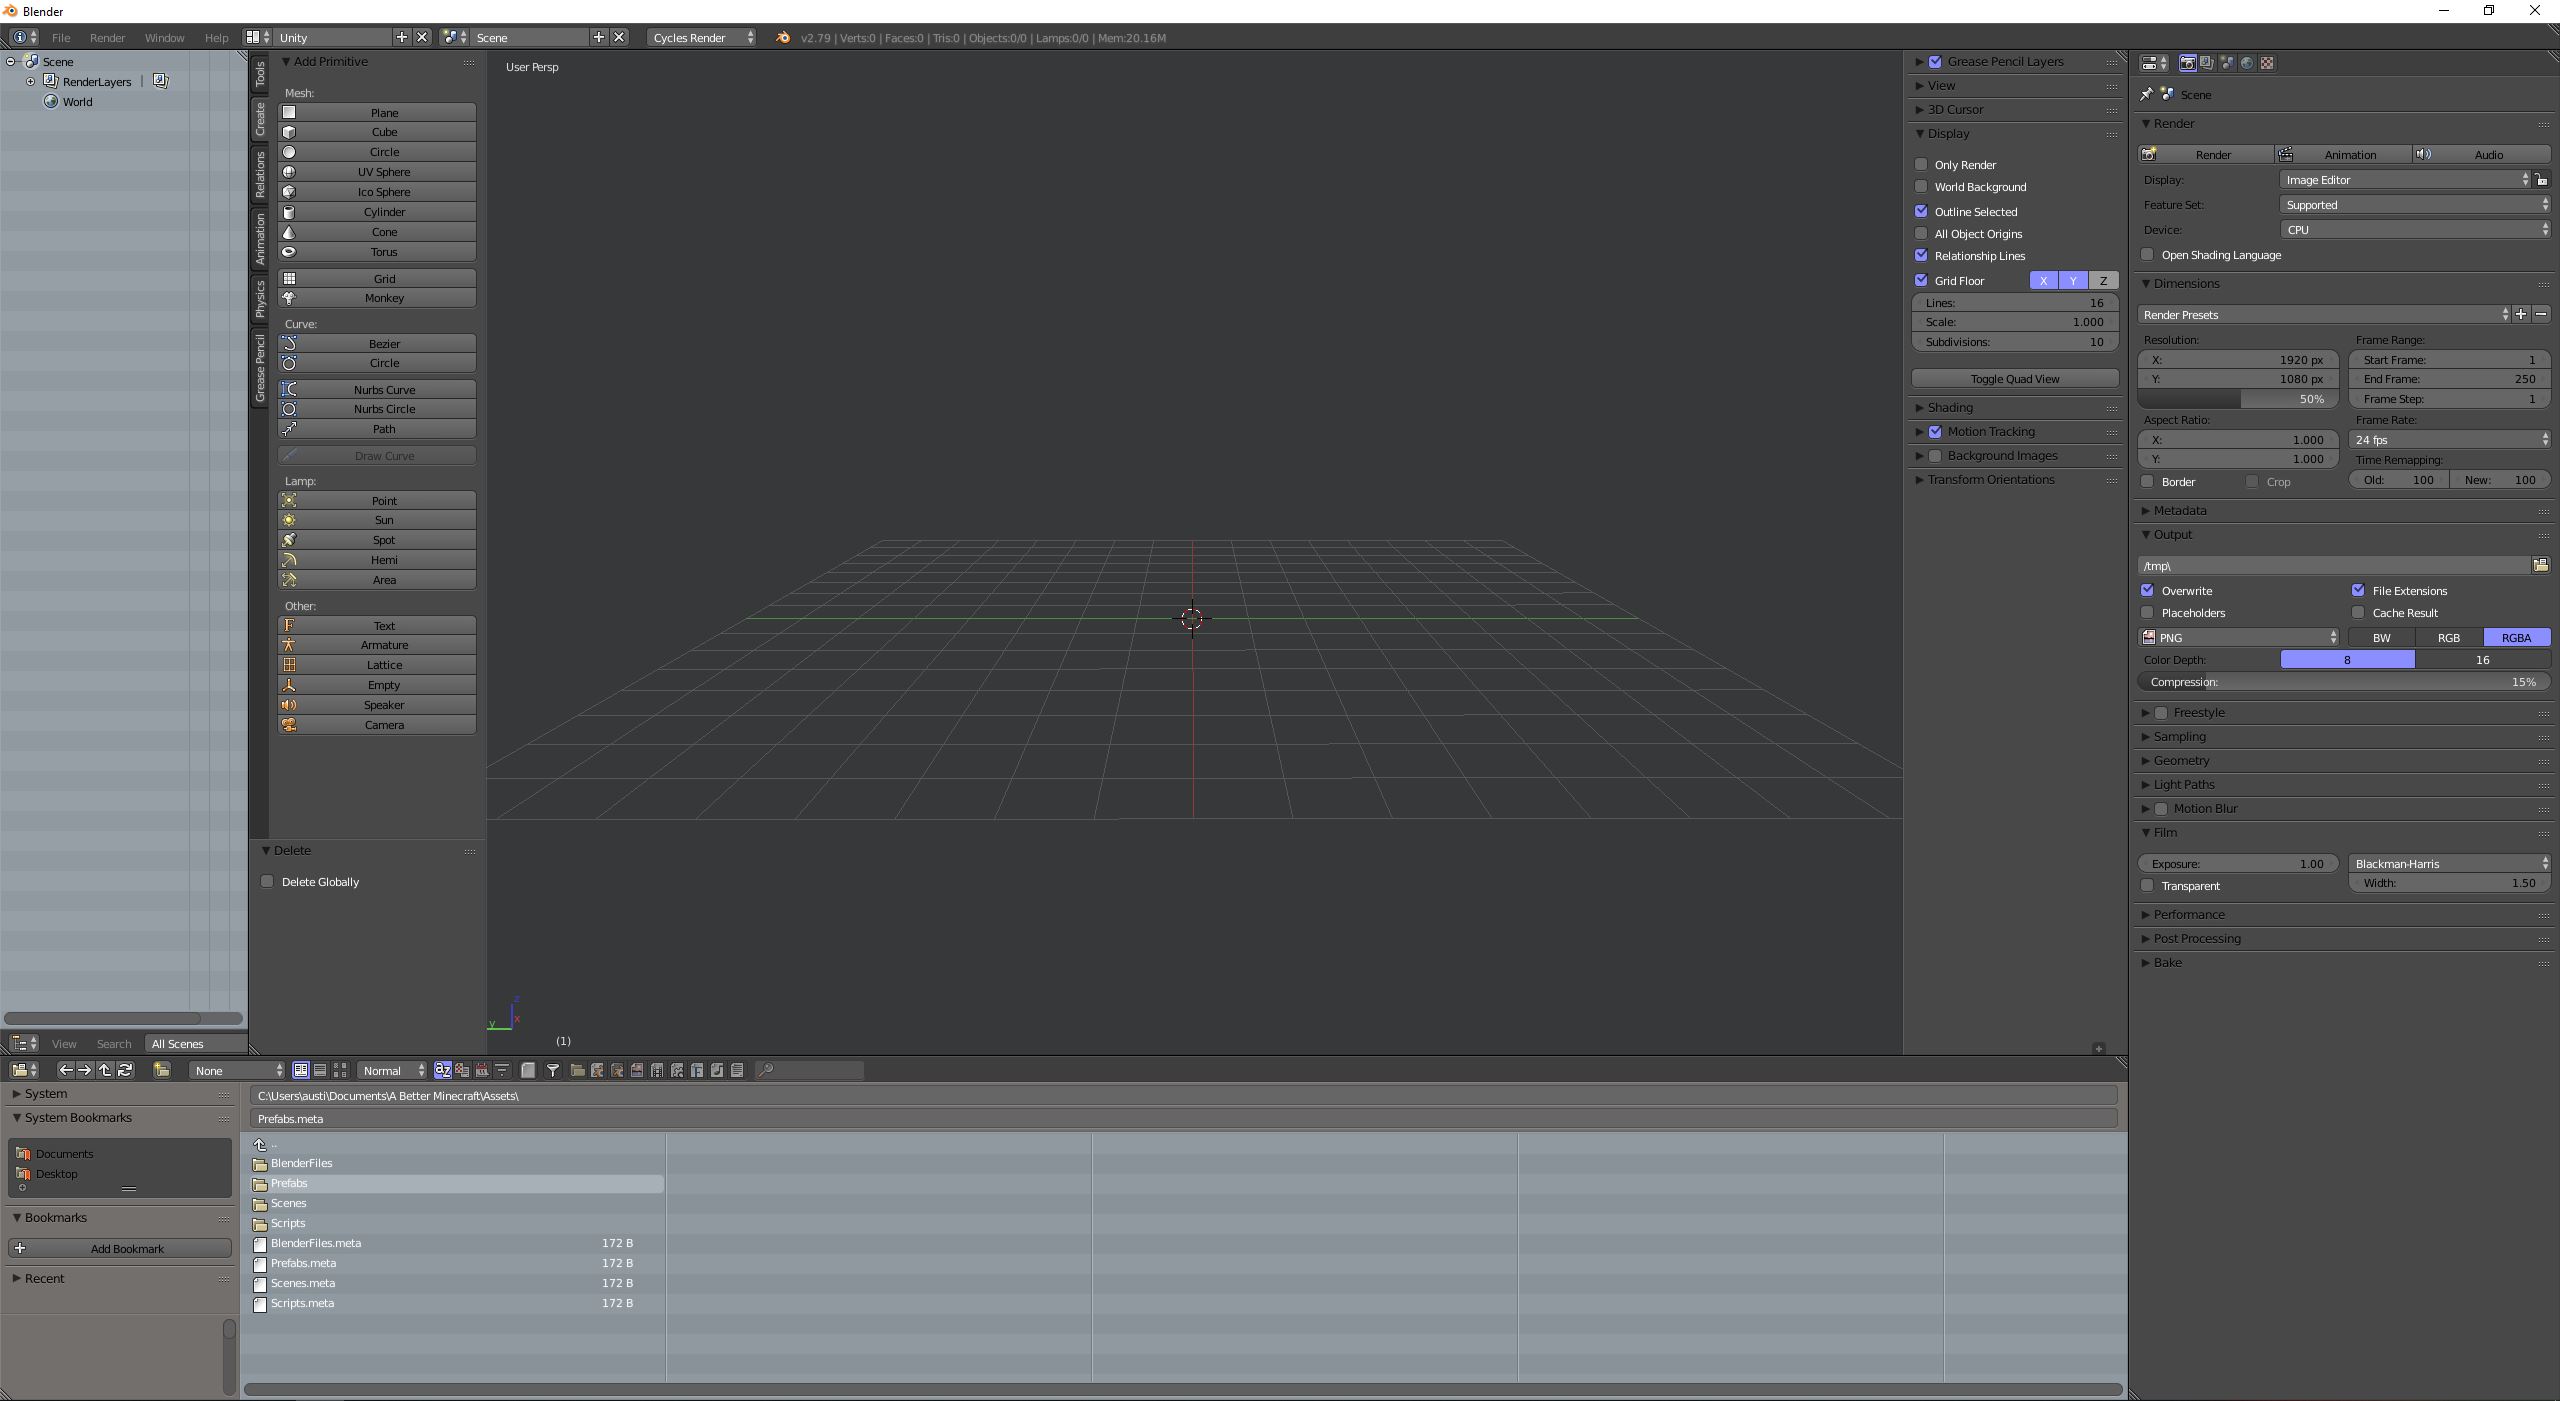 Blender
File Render Window Help Unity Scene Cycles Render v2.79 | Verts:0 | Faces:0 | Tris:0 | Objects:0/0 | Lamps:0/0 | Mem:20.16M
Scene
RenderLayers |
World
View Search All Scenes
Tools
Create
Relations
Animation
Physics
Grease Pencil
Add Primitive
Mesh:
Plane
Cube
Circle
UV Sphere
Ico Sphere
Cylinder
Cone
Torus
Grid
Monkey
Curve:
Bezier
Circle
Nurbs Curve
Nurbs Circle
Path
Draw Curve
Lamp:
Point
Sun
Spot
Hemi
Area
Other:
Text
Armature
Lattice
Empty
Speaker
Camera
Delete
Delete Globally
User Persp
z
y x
(1)
Grease Pencil Layers
View
3D Cursor
Display
Only Render
World Background
Outline Selected
All Object Origins
Relationship Lines
Grid Floor X Y Z
Lines: 16
Scale: 1.000
Subdivisions: 10
Toggle Quad View
Shading
Motion Tracking
Background Images
Transform Orientations
Scene
Render
Render Animation Audio
Display: Image Editor
Feature Set: Supported
Device: CPU
Open Shading Language
Dimensions
Render Presets
Resolution: Frame Range:
X: 1920 px Start Frame: 1
Y: 1080 px End Frame: 250
50% Frame Step: 1
Aspect Ratio: Frame Rate:
X: 1.000 24 fps
Y: 1.000 Time Remapping:
Border Crop Old: 100 New: 100
Metadata
Output
/tmp\
Overwrite File Extensions
Placeholders Cache Result
PNG BW RGB RGBA
Color Depth: 8 16
Compression: 15%
Freestyle
Sampling
Geometry
Light Paths
Motion Blur
Film
Exposure: 1.00 Blackman-Harris
Transparent Width: 1.50
Performance
Post Processing
Bake
None Normal
System
System Bookmarks
Documents
Desktop
Bookmarks
Add Bookmark
Recent
C:\Users\austi\Documents\A Better Minecraft\Assets\
Prefabs.meta
..
BlenderFiles
Prefabs
Scenes
Scripts
BlenderFiles.meta 172 B
Prefabs.meta 172 B
Scenes.meta 172 B
Scripts.meta 172 B